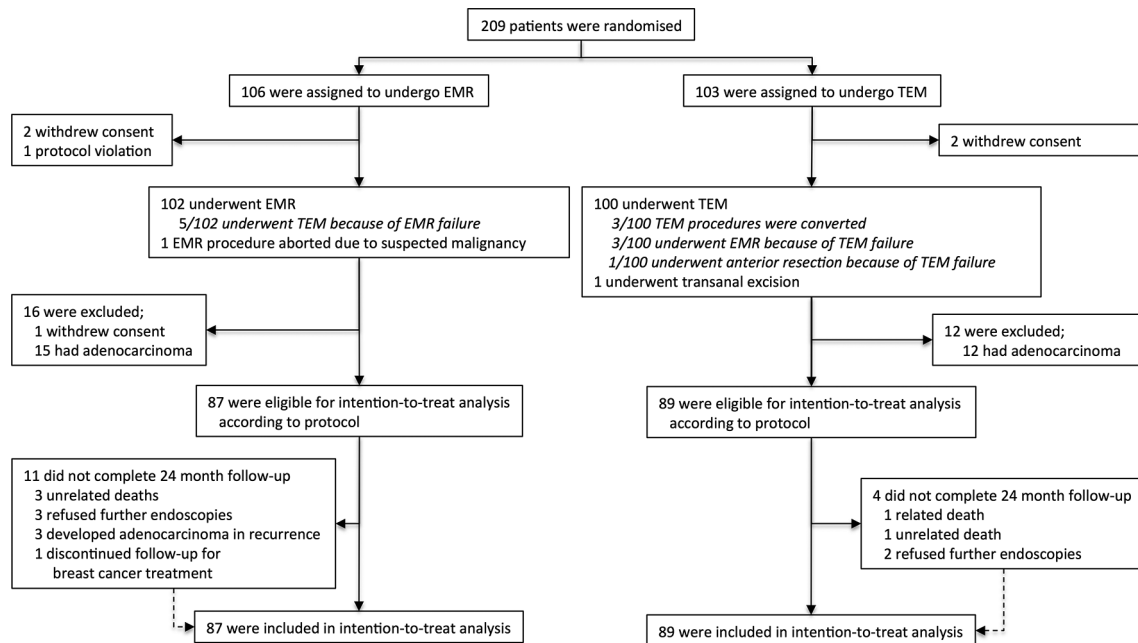 209 patients were randomised
106 were assigned to undergo EMR
103 were assigned to undergo TEM
2 withdrew consent
1 protocol violation
2 withdrew consent
102 underwent EMR
5/102 underwent TEM because of EMR failure
1 EMR procedure aborted due to suspected malignancy
100 underwent TEM
3/100 TEM procedures were converted
3/100 underwent EMR because of TEM failure
1/100 underwent anterior resection because of TEM failure
1 underwent transanal excision
16 were excluded;
1 withdrew consent
15 had adenocarcinoma
12 were excluded;
12 had adenocarcinoma
87 were eligible for intention-to-treat analysis
according to protocol
89 were eligible for intention-to-treat analysis
according to protocol
11 did not complete 24 month follow-up
3 unrelated deaths
3 refused further endoscopies
3 developed adenocarcinoma in recurrence
1 discontinued follow-up for
breast cancer treatment
4 did not complete 24 month follow-up
1 related death
1 unrelated death
2 refused further endoscopies
87 were included in intention-to-treat analysis
89 were included in intention-to-treat analysis